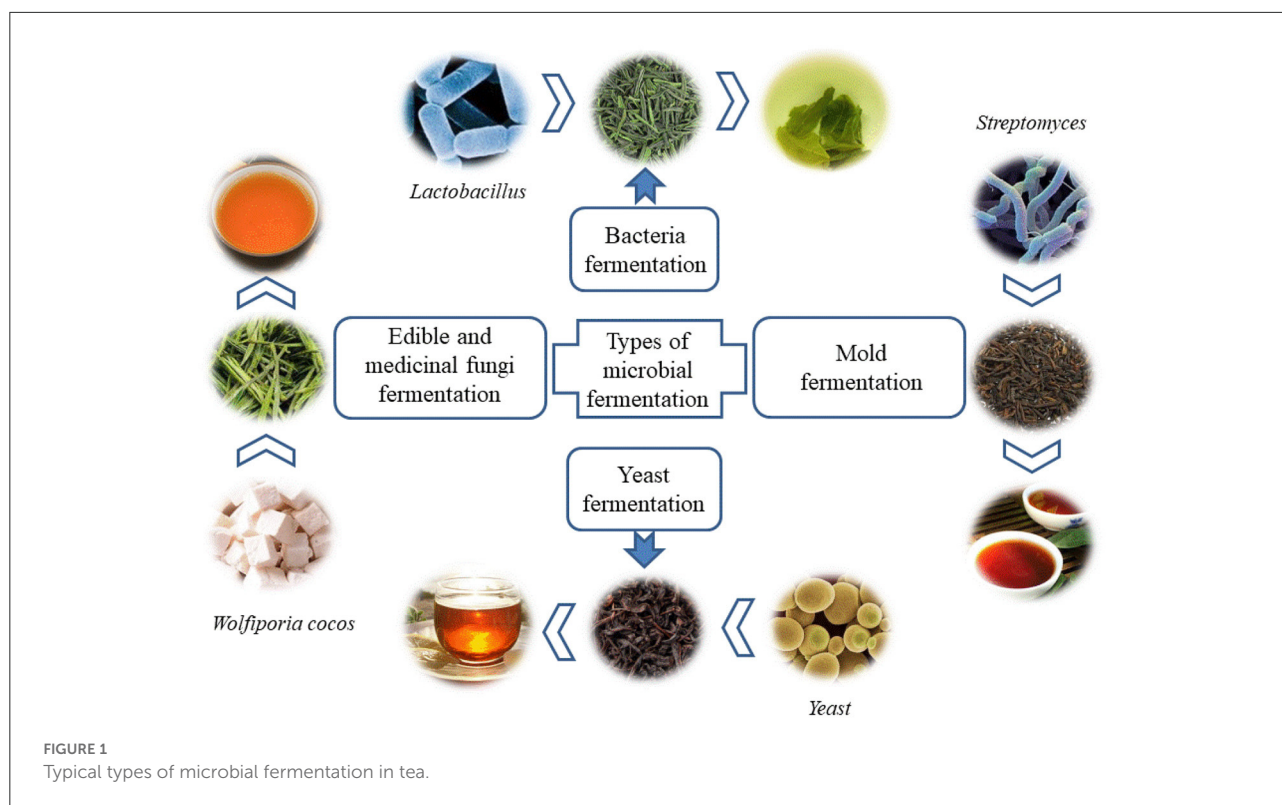 Streptomyces
Lactobacillus
Bacteria
fermentation
Edible and
medicinal fungi
fermentation
Types of
microbial
fermentation
Mold
fermentation
Yeast
fermentation
Wolfiporia cocos
Yeast
FIGURE 1
Typical types of microbial fermentation in tea.